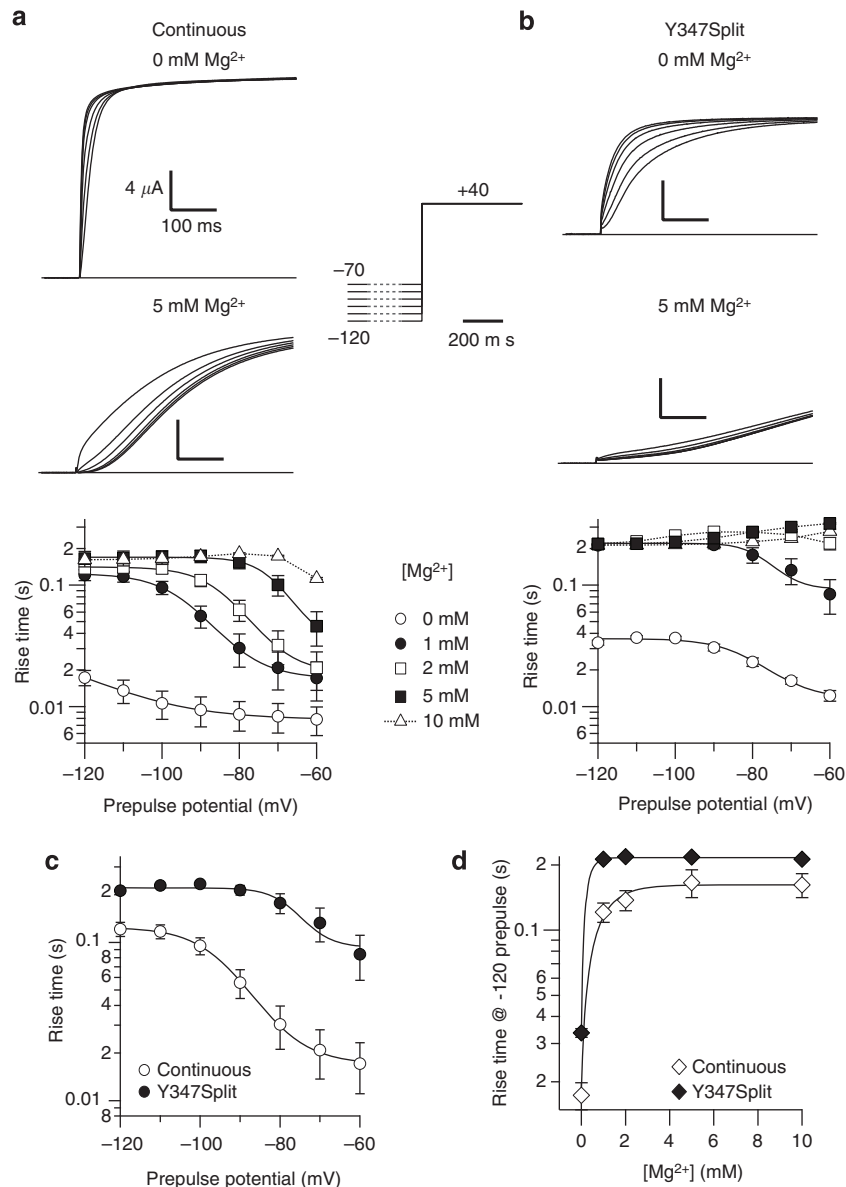 a
Continuous
0 mM Mg2+
4 μA
100 ms
5 mM Mg2+
+40
−70
−120
200 m s
b
Y347Split
0 mM Mg2+
5 mM Mg2+
Rise time (s)
2
0.1
8
6
4
2
0.01
8
6
−120
−100
−80
−60
Prepulse potential (mV)
[Mg2+]
0 mM
1 mM
2 mM
5 mM
10 mM
Rise time (s)
2
0.1
8
6
4
2
0.01
8
6
−120
−100
−80
−60
Prepulse potential (mV)
c
Rise time (s)
2
0.1
8
6
4
2
0.01
8
Continuous
Y347Split
−120
−100
−80
−60
Prepulse potential (mV)
d
Rise time @ -120 prepulse (s)
2
0.1
6
5
4
3
2
Continuous
Y347Split
0
2
4
6
8
10
[Mg2+] (mM)